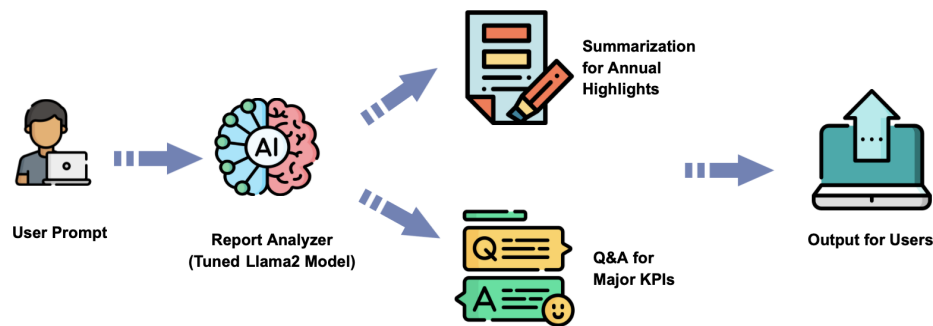 User Prompt
AI
Report Analyzer
(Tuned Llama2 Model)
Summarization
for Annual
Highlights
Q
A
Q&A for
Major KPIs
Output for Users